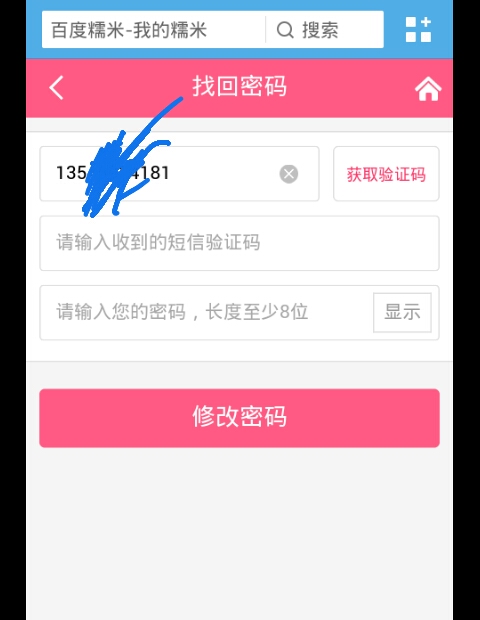 百度糯米-我的糯米 搜索
找回密码
135 4181 获取验证码
请输入收到的短信验证码
请输入您的密码，长度至少8位 显示
修改密码